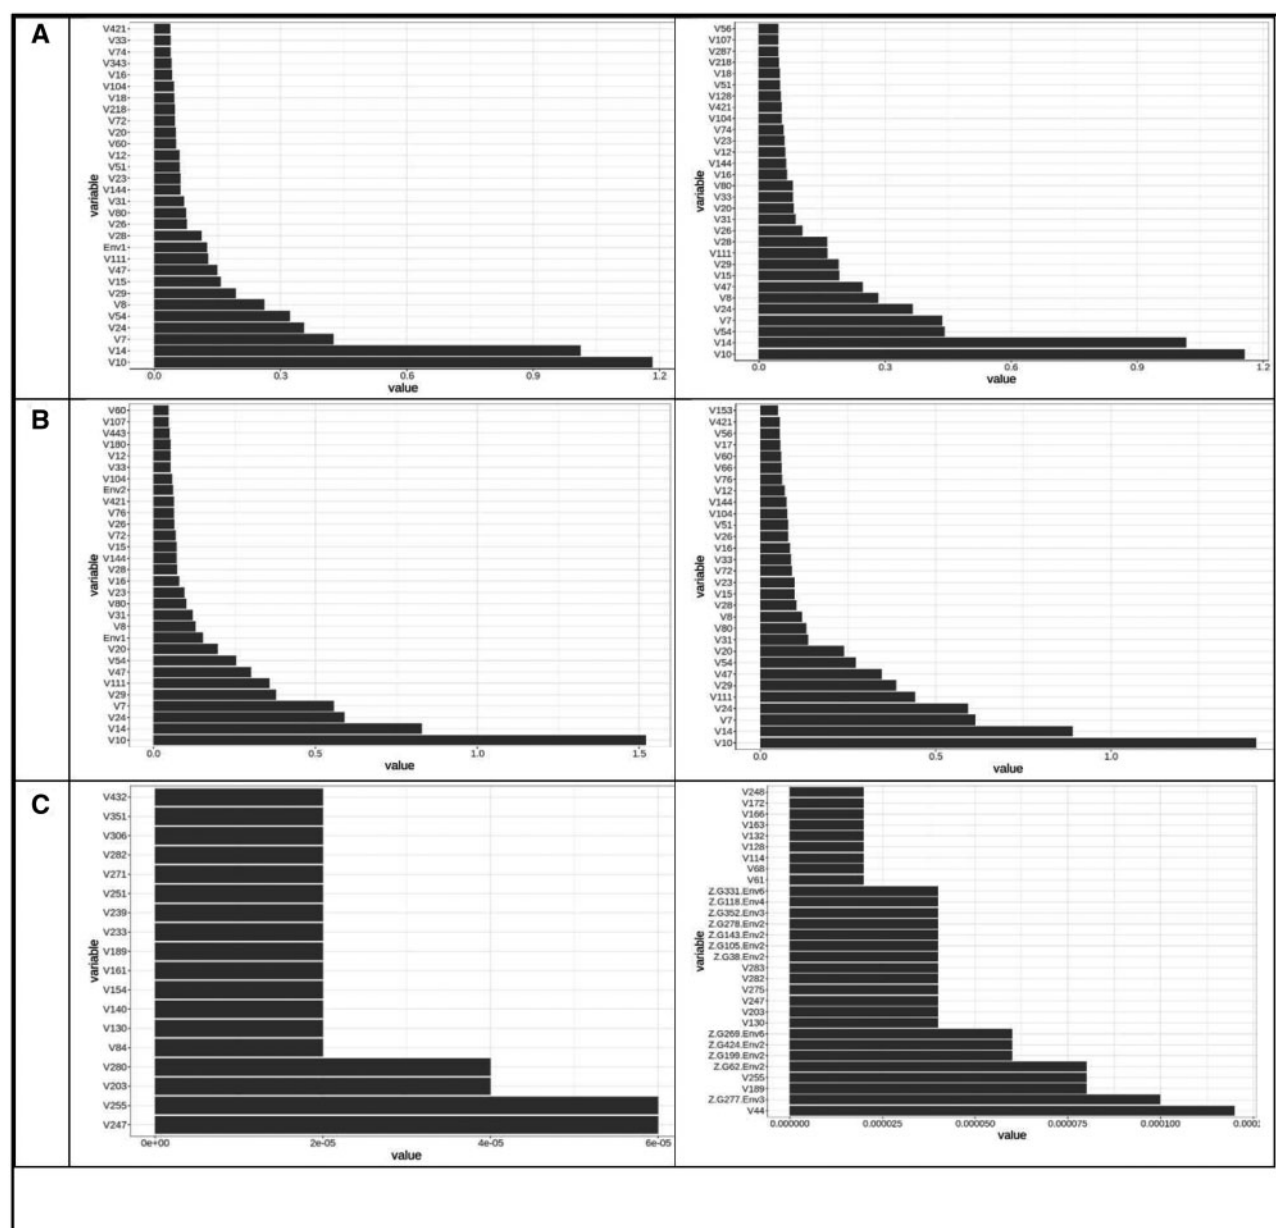 A
V421
V33
V74
V343
V16
V104
V18
V218
V72
V20
V60
V12
V51
V23
V144
V31
V80
V26
V28
Env1
V111
V47
V15
V29
V8
V54
V24
V7
V14
V10
variable
0.0 0.3 0.6 0.9 1.2
value
V56
V107
V287
V218
V18
V51
V128
V421
V104
V74
V23
V12
V144
V16
V80
V33
V20
V31
V26
V28
V111
V29
V15
V47
V8
V24
V7
V54
V14
V10
variable
0.0 0.3 0.6 0.9 1.2
value
B
V60
V107
V443
V180
V12
V33
V104
Env2
V421
V76
V26
V72
V15
V144
V28
V16
V23
V80
V31
V8
Env1
V20
V54
V47
V111
V29
V7
V24
V14
V10
variable
0.0 0.5 1.0 1.5
value
V153
V421
V56
V17
V60
V66
V76
V12
V144
V104
V51
V26
V16
V33
V72
V23
V15
V28
V8
V80
V31
V20
V54
V47
V29
V111
V24
V7
V14
V10
variable
0.0 0.5 1.0
value
C
V432
V351
V306
V282
V271
V251
V239
V233
V189
V161
V154
V140
V130
V84
V280
V203
V255
V247
variable
0e+00 2e-05 4e-05 6e-05
value
V248
V172
V166
V163
V132
V128
V114
V68
V61
Z.G331.Env6
Z.G118.Env4
Z.G352.Env3
Z.G278.Env2
Z.G143.Env2
Z.G105.Env2
Z.G38.Env2
V283
V282
V275
V247
V203
V130
Z.G269.Env6
Z.G424.Env2
Z.G199.Env2
Z.G62.Env2
V255
V189
Z.G277.Env3
V44
variable
0.000000 0.000025 0.000050 0.000075 0.000100
value